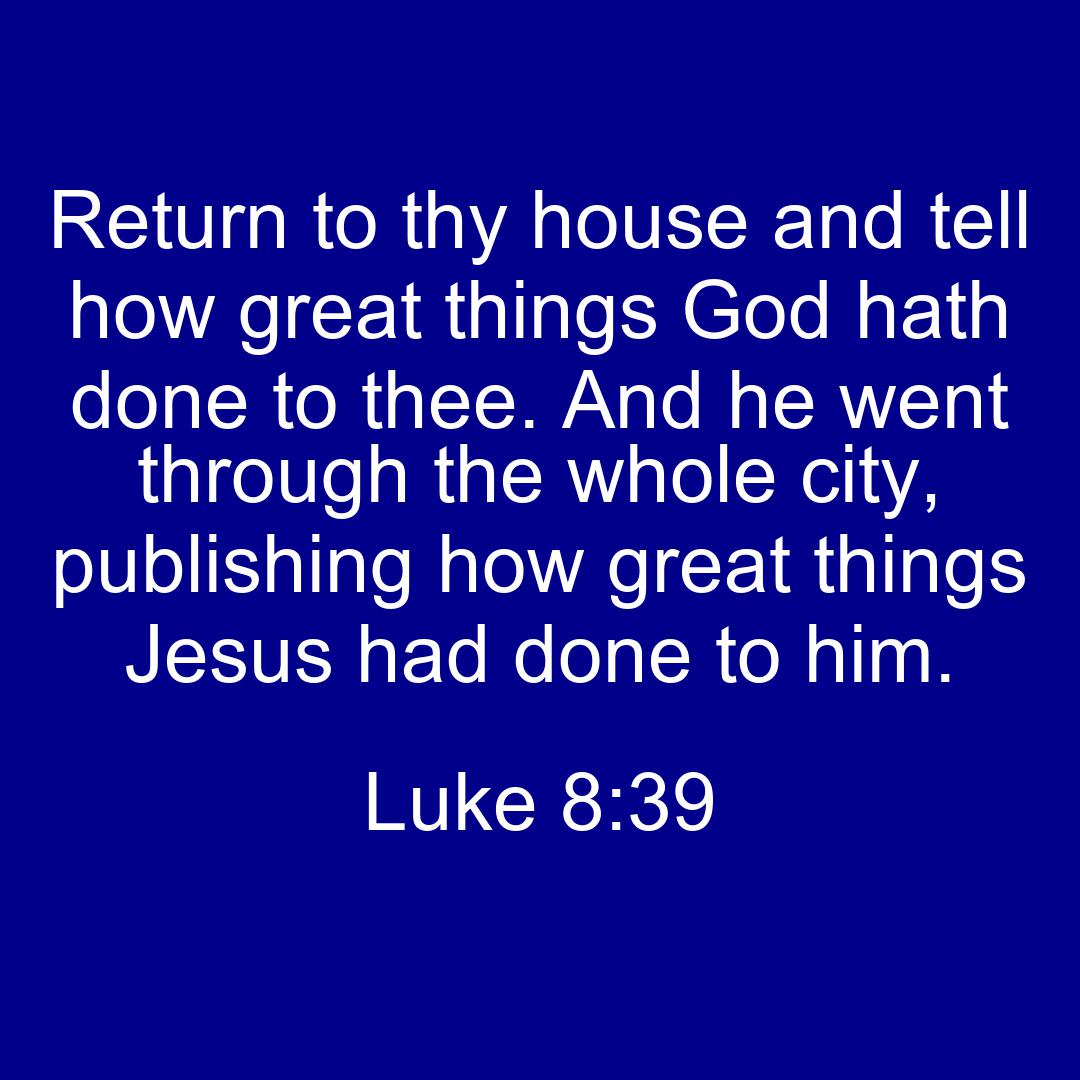 Return to thy house and tell
how great things God hath
done to thee. And he went
through the whole city,
publishing how great things
Jesus had done to him.
Luke 8:39